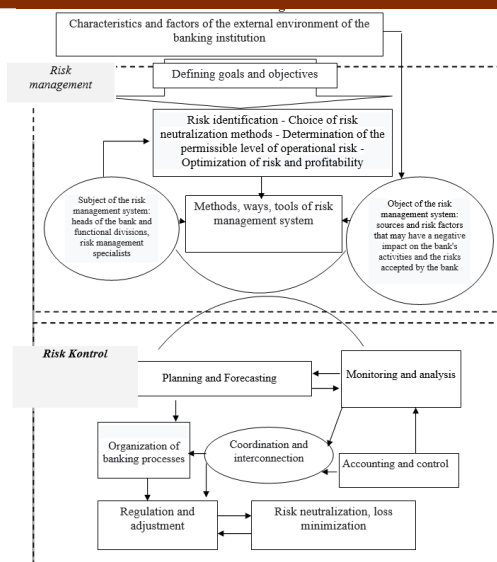 Characteristics and factors of the external environment of the
banking institution
Risk
management
Defining goals and objectives
Risk identification - Choice of risk
neutralization methods - Determination of the
permissible level of operational risk -
Optimization of risk and profitability
Subject of the risk
management system:
heads of the bank and
functional divisions,
risk management
specialists
Methods, ways, tools of risk
management system
Object of the risk
management system:
sources and risk factors
that may have a negative
impact on the bank's
activities and the risks
accepted by the bank
Risk Kontrol
Planning and Forecasting
Monitoring and analysis
Organization of
banking processes
Coordination and
interconnection
Accounting and control
Regulation and
adjustment
Risk neutralization, loss
minimization